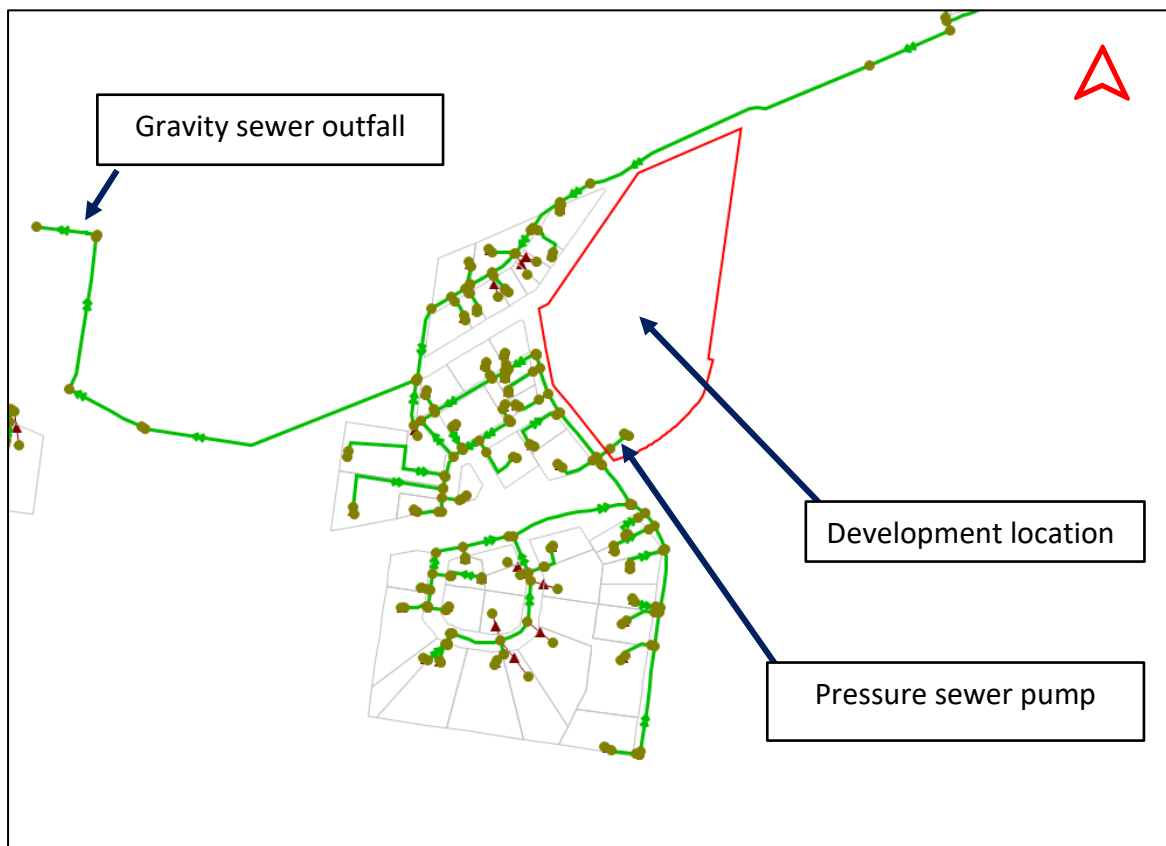 Gravity sewer outfall
Development location
Pressure sewer pump